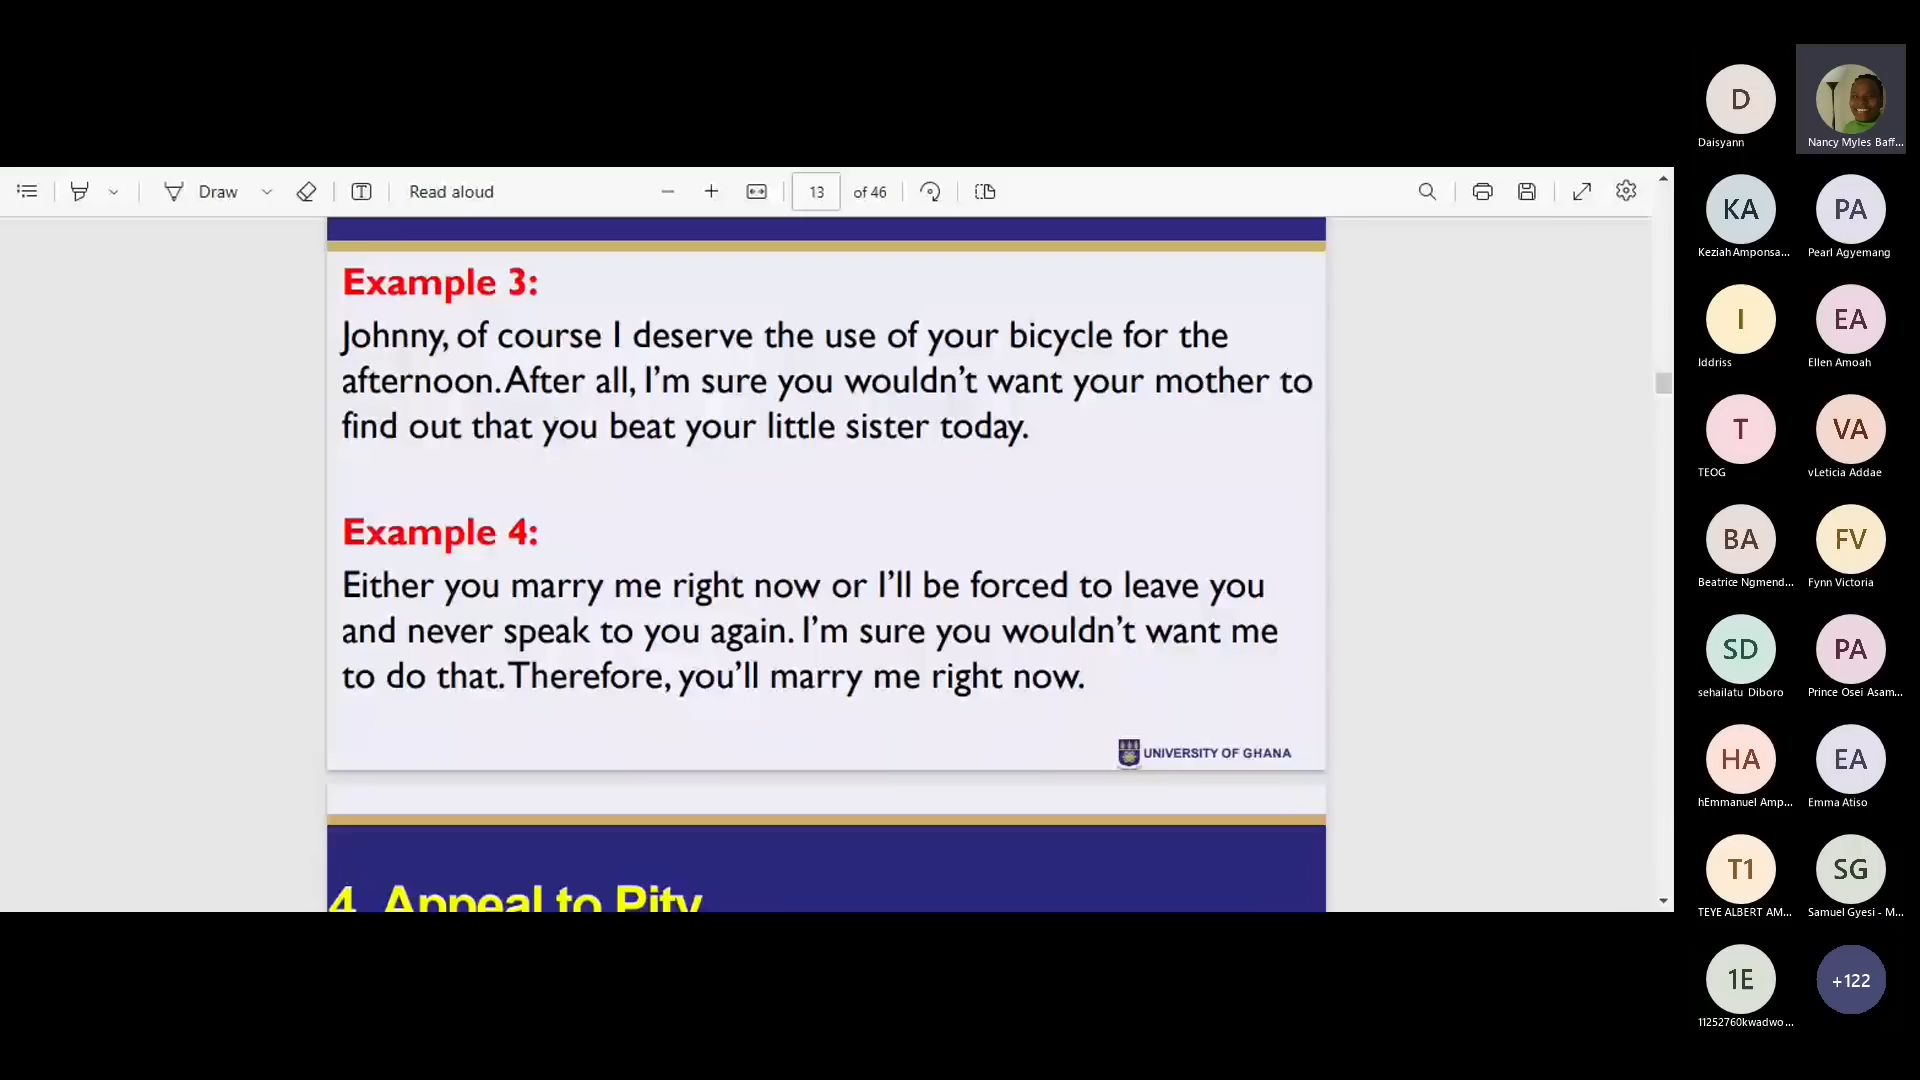 D
Daisyann
Nancy Myles Baff...
Draw
Read aloud
13
of 46
KA
PA
Keziah Amponsa...
Pearl Agyemang
Example 3:
Johnny, of course I deserve the use of your bicycle for the
afternoon. After all, I'm sure you wouldn't want your mother to
find out that you beat your little sister today.
Example 4:
Either you marry me right now or I'll be forced to leave you
and never speak to you again. I'm sure you wouldn't want me
to do that. Therefore, you'll marry me right now.
UNIVERSITY OF GHANA
4. Appeal to Pity
I
EA
Iddriss
Ellen Amoah
T
VA
TEOG
vLeticia Addae
BA
FV
Beatrice Ngmend...
Fynn Victoria
SD
PA
sehailatu Diboro
Prince Osei Asam...
HA
EA
hEmmanuel Amp...
Emma Atiso
T1
SG
TEYE ALBERT AM...
Samuel Gyesi - M...
1E
+122
11252760kwadwo...